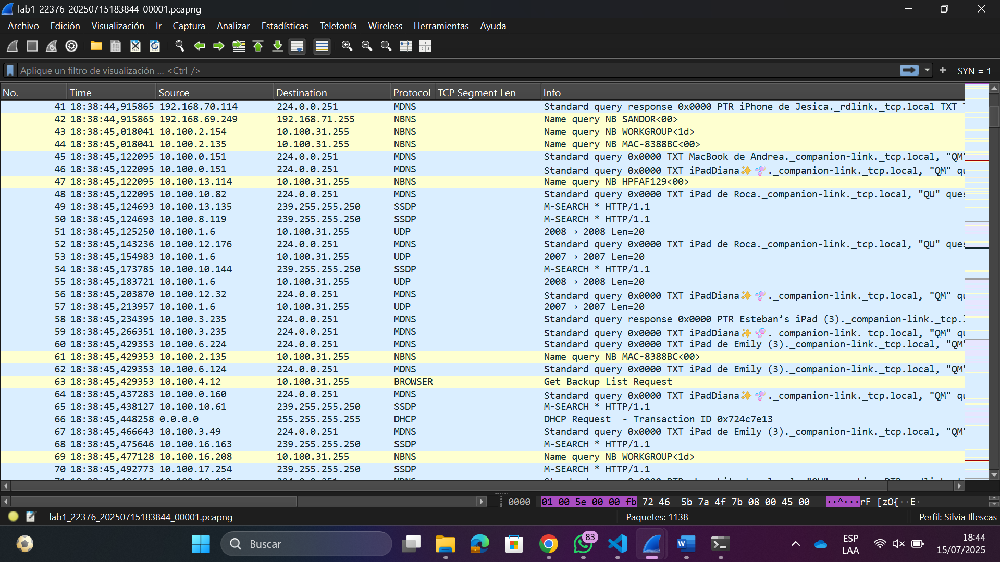 lab1_22376_20250715183844_00001.pcapng
Archivo Edición Visualización Ir Captura Analizar Estadísticas Telefonía Wireless Herramientas Ayuda
Aplique un filtro de visualización ... <Ctrl-/> + SYN = 1
No. Time Source Destination Protocol TCP Segment Len Info
41 18:38:44,915865 192.168.70.114 224.0.0.251 MDNS Standard query response 0x0000 PTR iPhone de Jesica._rdlink._tcp.local TXT
42 18:38:44,915865 192.168.69.249 192.168.71.255 NBNS Name query NB SANDOR<00>
43 18:38:45,018041 10.100.2.154 10.100.31.255 NBNS Name query NB WORKGROUP<1d>
44 18:38:45,018041 10.100.2.135 10.100.31.255 NBNS Name query NB MAC-8388BC<00>
45 18:38:45,122095 10.100.0.151 224.0.0.251 MDNS Standard query 0x0000 TXT MacBook de Andrea._companion-link._tcp.local, "QM"
46 18:38:45,122095 10.100.0.151 224.0.0.251 MDNS Standard query 0x0000 TXT iPadDiana✨🫧._companion-link._tcp.local, "QM" qu
47 18:38:45,122095 10.100.13.114 10.100.31.255 NBNS Name query NB HPFAF129<00>
48 18:38:45,122095 10.100.10.82 224.0.0.251 MDNS Standard query 0x0000 TXT iPad de Roca._companion-link._tcp.local, "QU" ques
49 18:38:45,124693 10.100.13.135 239.255.255.250 SSDP M-SEARCH * HTTP/1.1
50 18:38:45,124693 10.100.8.119 239.255.255.250 SSDP M-SEARCH * HTTP/1.1
51 18:38:45,125250 10.100.1.6 10.100.31.255 UDP 2008 → 2008 Len=20
52 18:38:45,143236 10.100.12.176 224.0.0.251 MDNS Standard query 0x0000 TXT iPad de Roca._companion-link._tcp.local, "QU" ques
53 18:38:45,154983 10.100.1.6 10.100.31.255 UDP 2007 → 2007 Len=20
54 18:38:45,173785 10.100.10.144 239.255.255.250 SSDP M-SEARCH * HTTP/1.1
55 18:38:45,183721 10.100.1.6 10.100.31.255 UDP 2008 → 2008 Len=20
56 18:38:45,203870 10.100.12.32 224.0.0.251 MDNS Standard query 0x0000 TXT iPadDiana✨🫧._companion-link._tcp.local, "QM" qu
57 18:38:45,213957 10.100.1.6 10.100.31.255 UDP 2007 → 2007 Len=20
58 18:38:45,234395 10.100.3.235 224.0.0.251 MDNS Standard query response 0x0000 PTR Esteban’s iPad (3)._companion-link._tcp.
59 18:38:45,266351 10.100.3.235 224.0.0.251 MDNS Standard query 0x0000 TXT iPadDiana✨🫧._companion-link._tcp.local, "QM" qu
60 18:38:45,429353 10.100.6.224 224.0.0.251 MDNS Standard query 0x0000 TXT iPad de Emily (3)._companion-link._tcp.local, "QM"
61 18:38:45,429353 10.100.2.135 10.100.31.255 NBNS Name query NB MAC-8388BC<00>
62 18:38:45,429353 10.100.6.124 224.0.0.251 MDNS Standard query 0x0000 TXT iPad de Emily (3)._companion-link._tcp.local, "QM"
63 18:38:45,429353 10.100.4.12 10.100.31.255 BROWSER Get Backup List Request
64 18:38:45,437283 10.100.0.160 224.0.0.251 MDNS Standard query 0x0000 TXT iPadDiana✨🫧._companion-link._tcp.local, "QM" qu
65 18:38:45,438127 10.100.10.61 239.255.255.250 SSDP M-SEARCH * HTTP/1.1
66 18:38:45,448258 0.0.0.0 255.255.255.255 DHCP DHCP Request - Transaction ID 0x724c7e13
67 18:38:45,466643 10.100.3.49 224.0.0.251 MDNS Standard query 0x0000 TXT iPad de Emily (3)._companion-link._tcp.local, "QM"
68 18:38:45,475646 10.100.16.163 239.255.255.250 SSDP M-SEARCH * HTTP/1.1
69 18:38:45,477128 10.100.16.208 10.100.31.255 NBNS Name query NB WORKGROUP<1d>
70 18:38:45,492773 10.100.17.254 239.255.255.250 SSDP M-SEARCH * HTTP/1.1
0000 01 00 5e 00 00 fb 72 46 5b 7a 4f 7b 08 00 45 00 ··^···rF [zO{··E·
lab1_22376_20250715183844_00001.pcapng Paquetes: 1138 Perfil: Silvia Illescas
Buscar 83 ESP LAA 18:44 15/07/2025